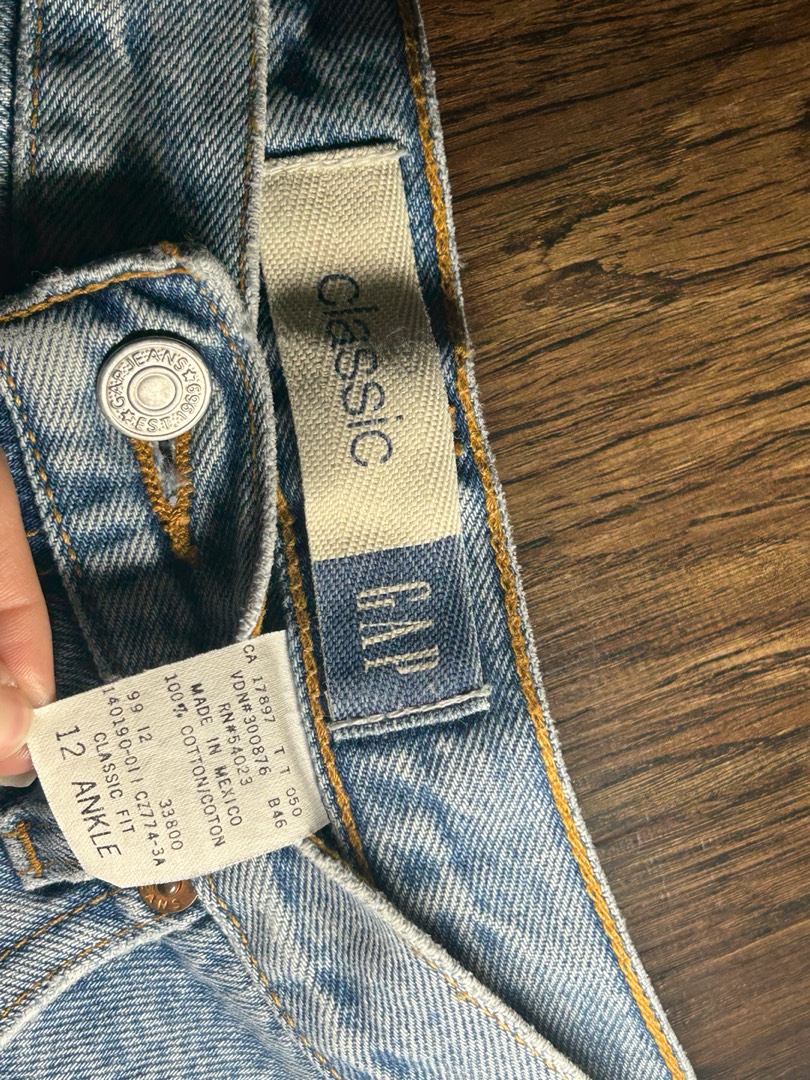 GAP JEANS
EST. 1969
classic
GAP
CA 17897 T T 050
VDN#300876 B46
RN#54023
MADE IN MEXICO
100% COTTON/COTON
99 12 33800
140190-011 CZ774-3A
CLASSIC FIT
12 ANKLE